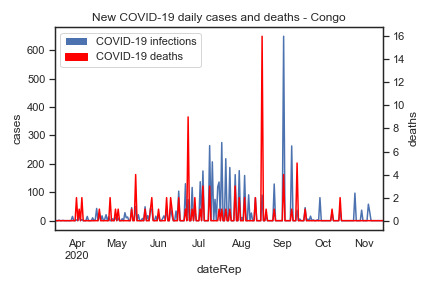 New COVID-19 daily cases and deaths - Congo
COVID-19 infections
COVID-19 deaths
cases
600
500
400
300
200
100
0
16
14
12
10
8
6
4
2
0
deaths
Apr May Jun Jul Aug Sep Oct Nov
2020
dateRep